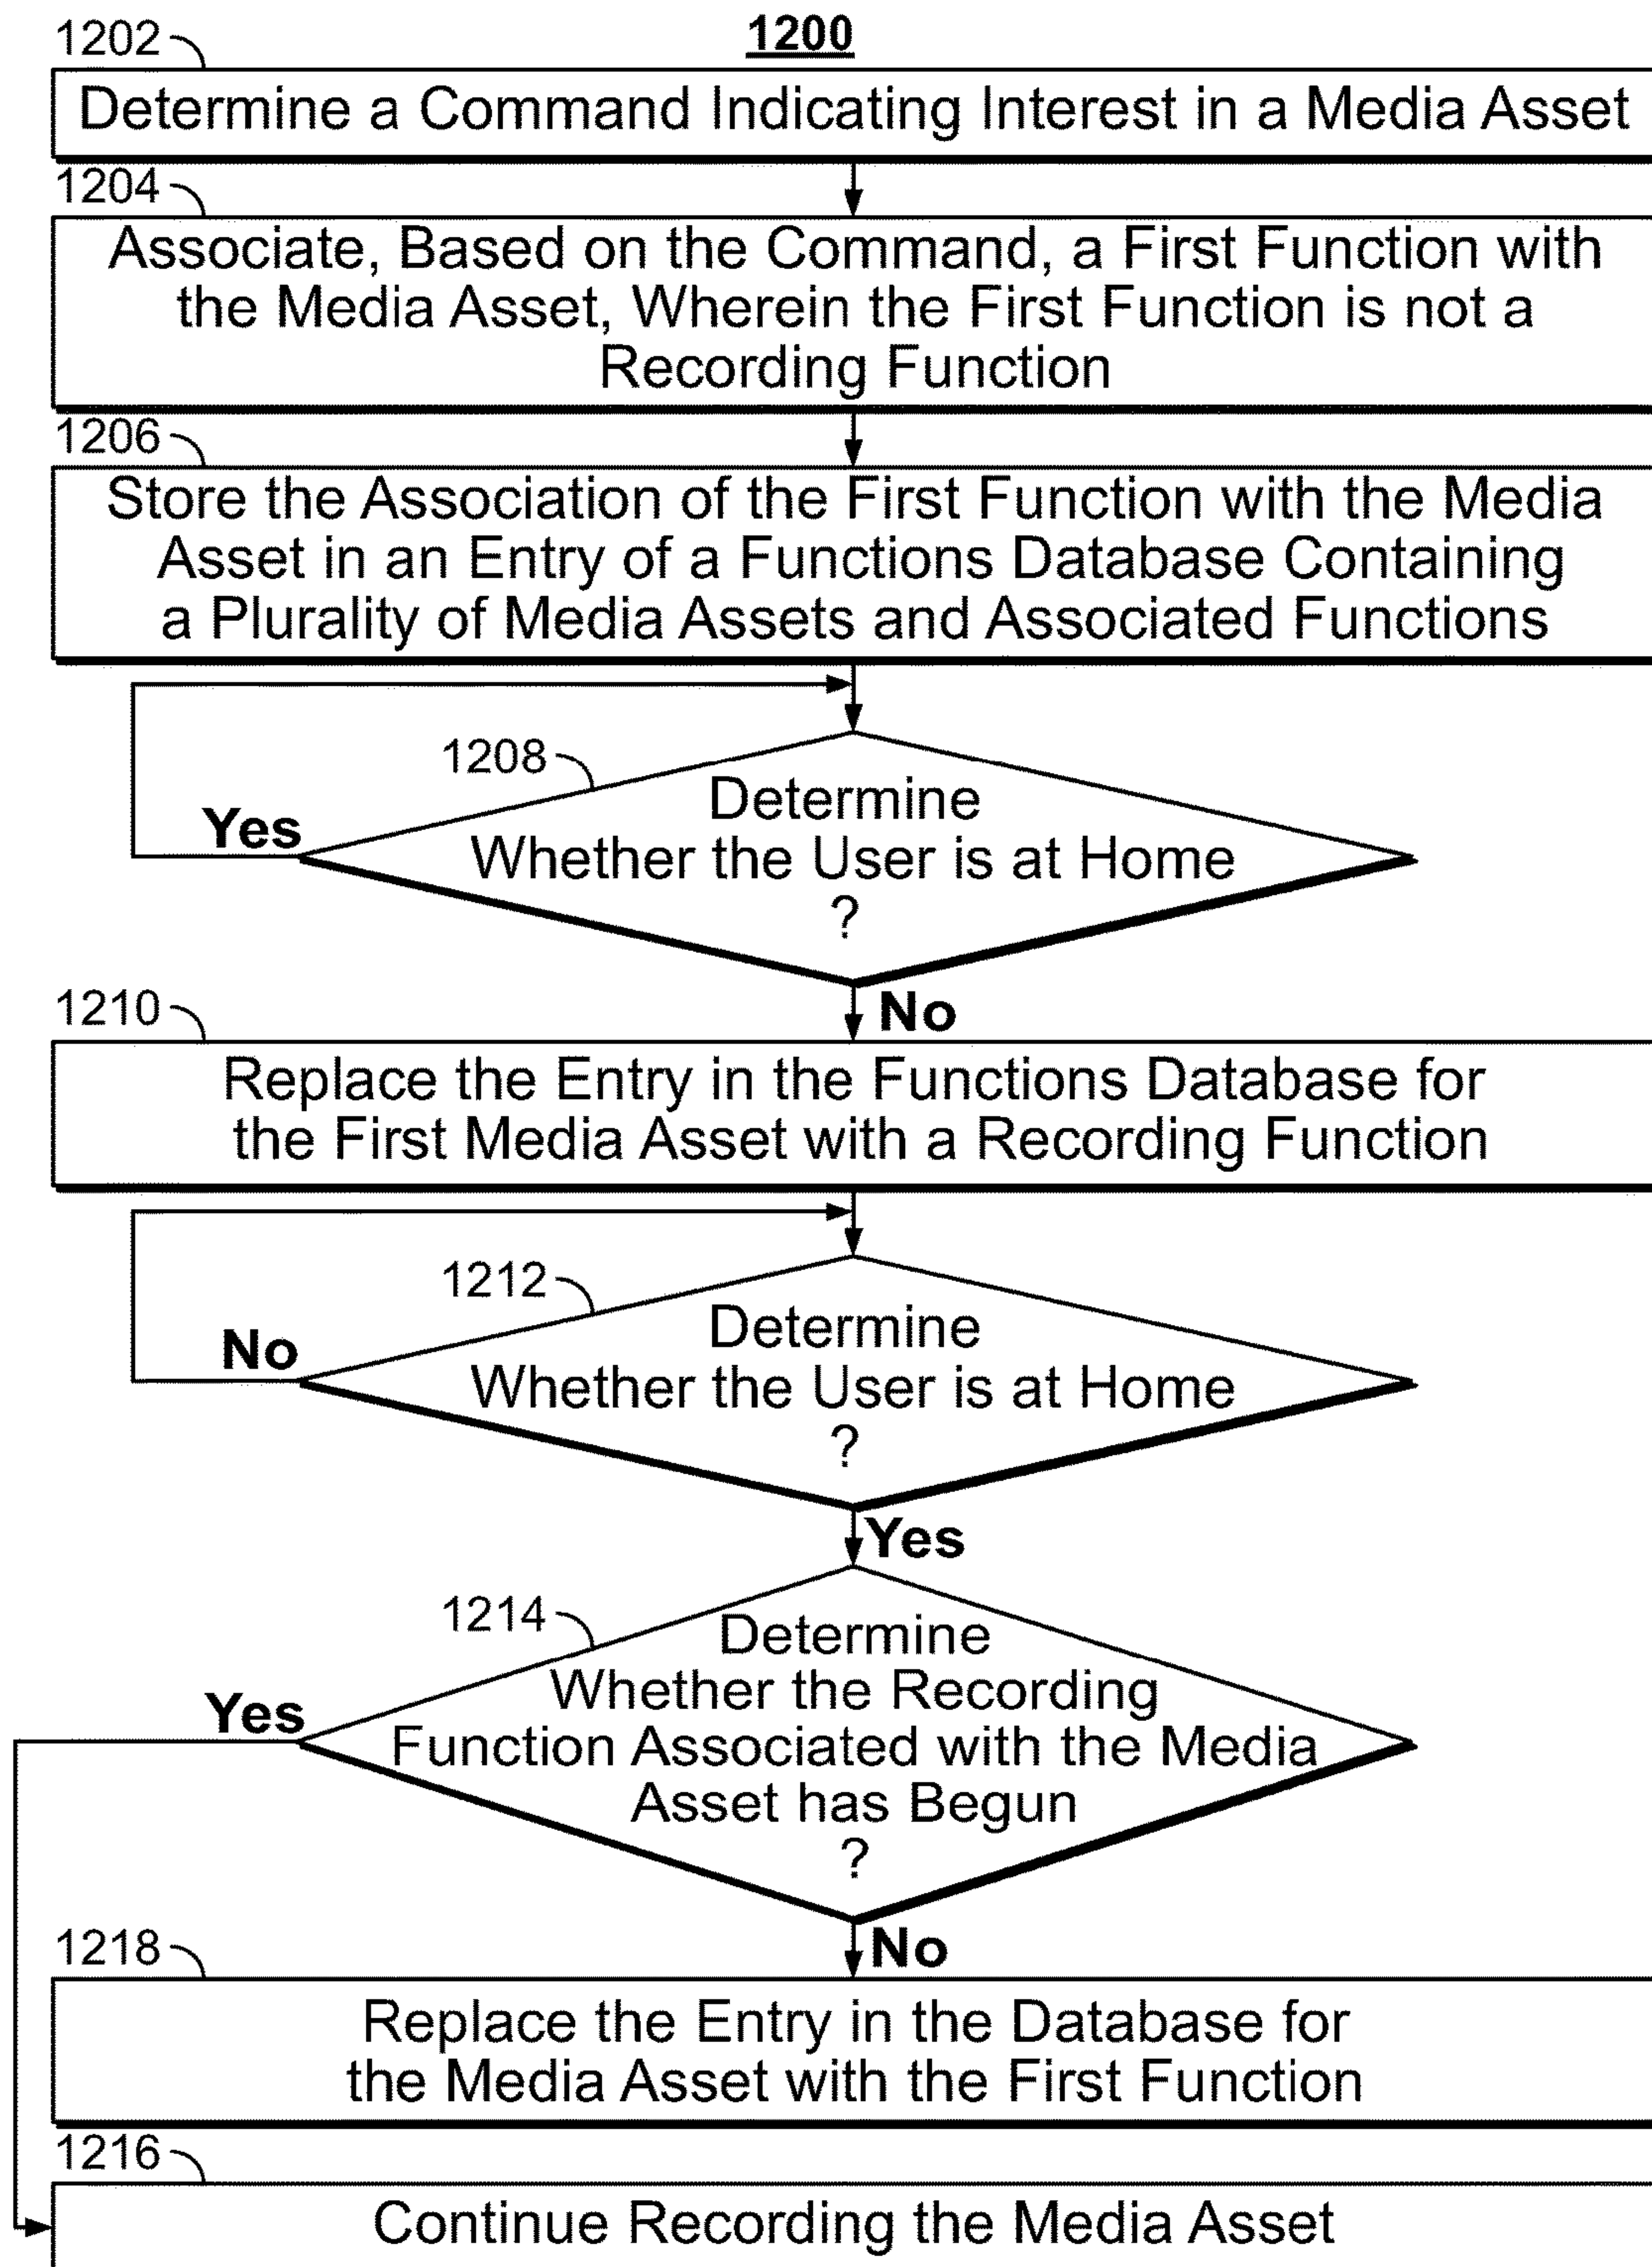 1200
1202
Determine a Command Indicating Interest in a Media Asset
1204
Associate, Based on the Command, a First Function with
the Media Asset, Wherein the First Function is not a
Recording Function
1206
Store the Association of the First Function with the Media
Asset in an Entry of a Functions Database Containing
a Plurality of Media Assets and Associated Functions
1208
Determine
Whether the User is at Home
?
Yes
No
1210
Replace the Entry in the Functions Database for
the First Media Asset with a Recording Function
1212
Determine
Whether the User is at Home
?
No
Yes
1214
Determine
Whether the Recording
Function Associated with the Media
Asset has Begun
?
Yes
No
1218
Replace the Entry in the Database for
the Media Asset with the First Function
1216
Continue Recording the Media Asset